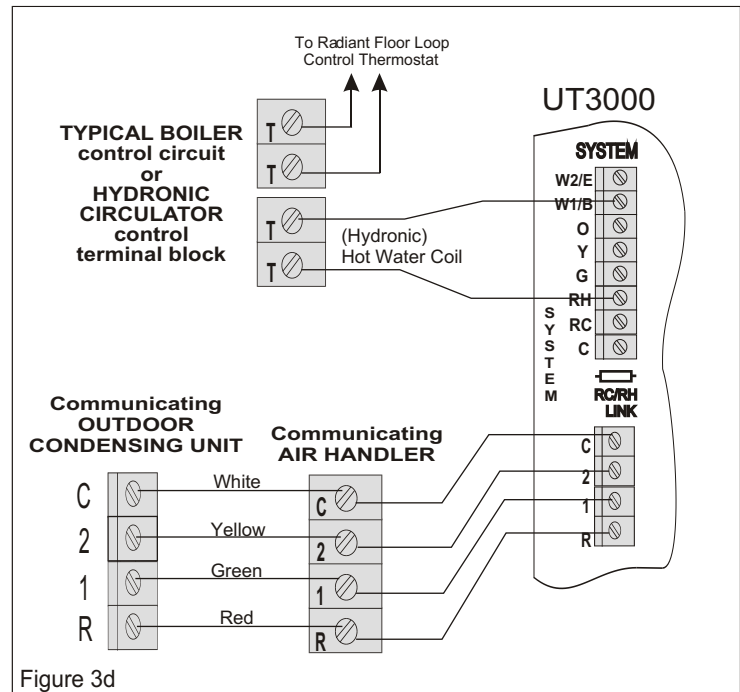 To Radiant Floor Loop
Control Thermostat
UT3000
TYPICAL BOILER
control circuit
or
HYDRONIC
CIRCULATOR
control
terminal block
T
T
T
T
(Hydronic)
Hot Water Coil
SYSTEM
W2/E
W1/B
O
Y
G
RH
RC
C
SYSTEM
RC/RH
LINK
C
2
1
R
Communicating
OUTDOOR
CONDENSING UNIT
Communicating
AIR HANDLER
C
White
C
2
Yellow
2
1
Green
1
R
Red
R
Figure 3d